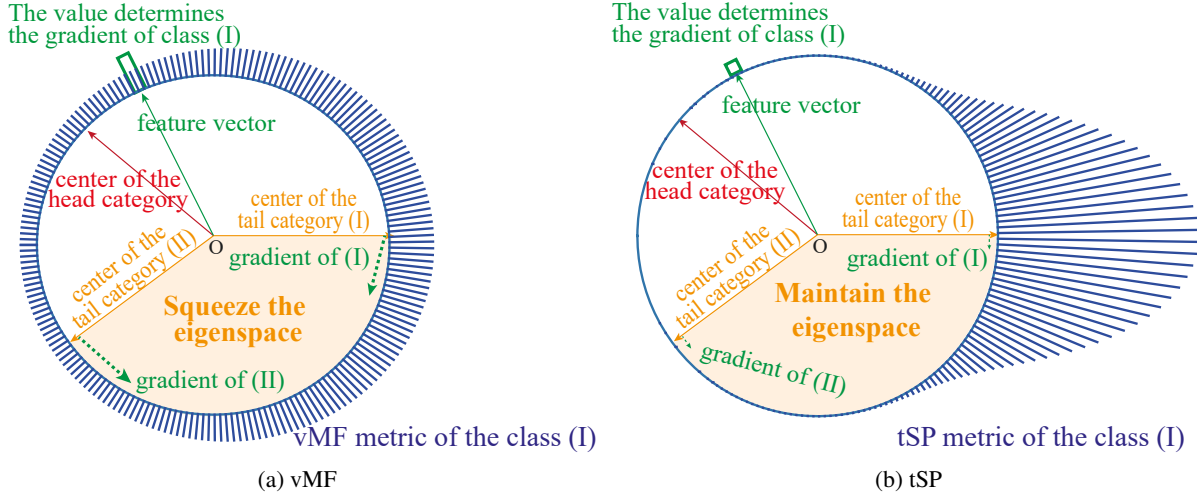 The value determines
the gradient of class (I)
feature vector
center of the
head category
center of the
tail category (I)
O
center of the
tail category (II)
gradient of (I)
Squeeze the
eigenspace
gradient of (II)
vMF metric of the class (I)
(a) vMF
The value determines
the gradient of class (I)
feature vector
center of the
head category
center of the
tail category (I)
O
center of the
tail category (II)
gradient of (I)
Maintain the
eigenspace
gradient of (II)
tSP metric of the class (I)
(b) tSP